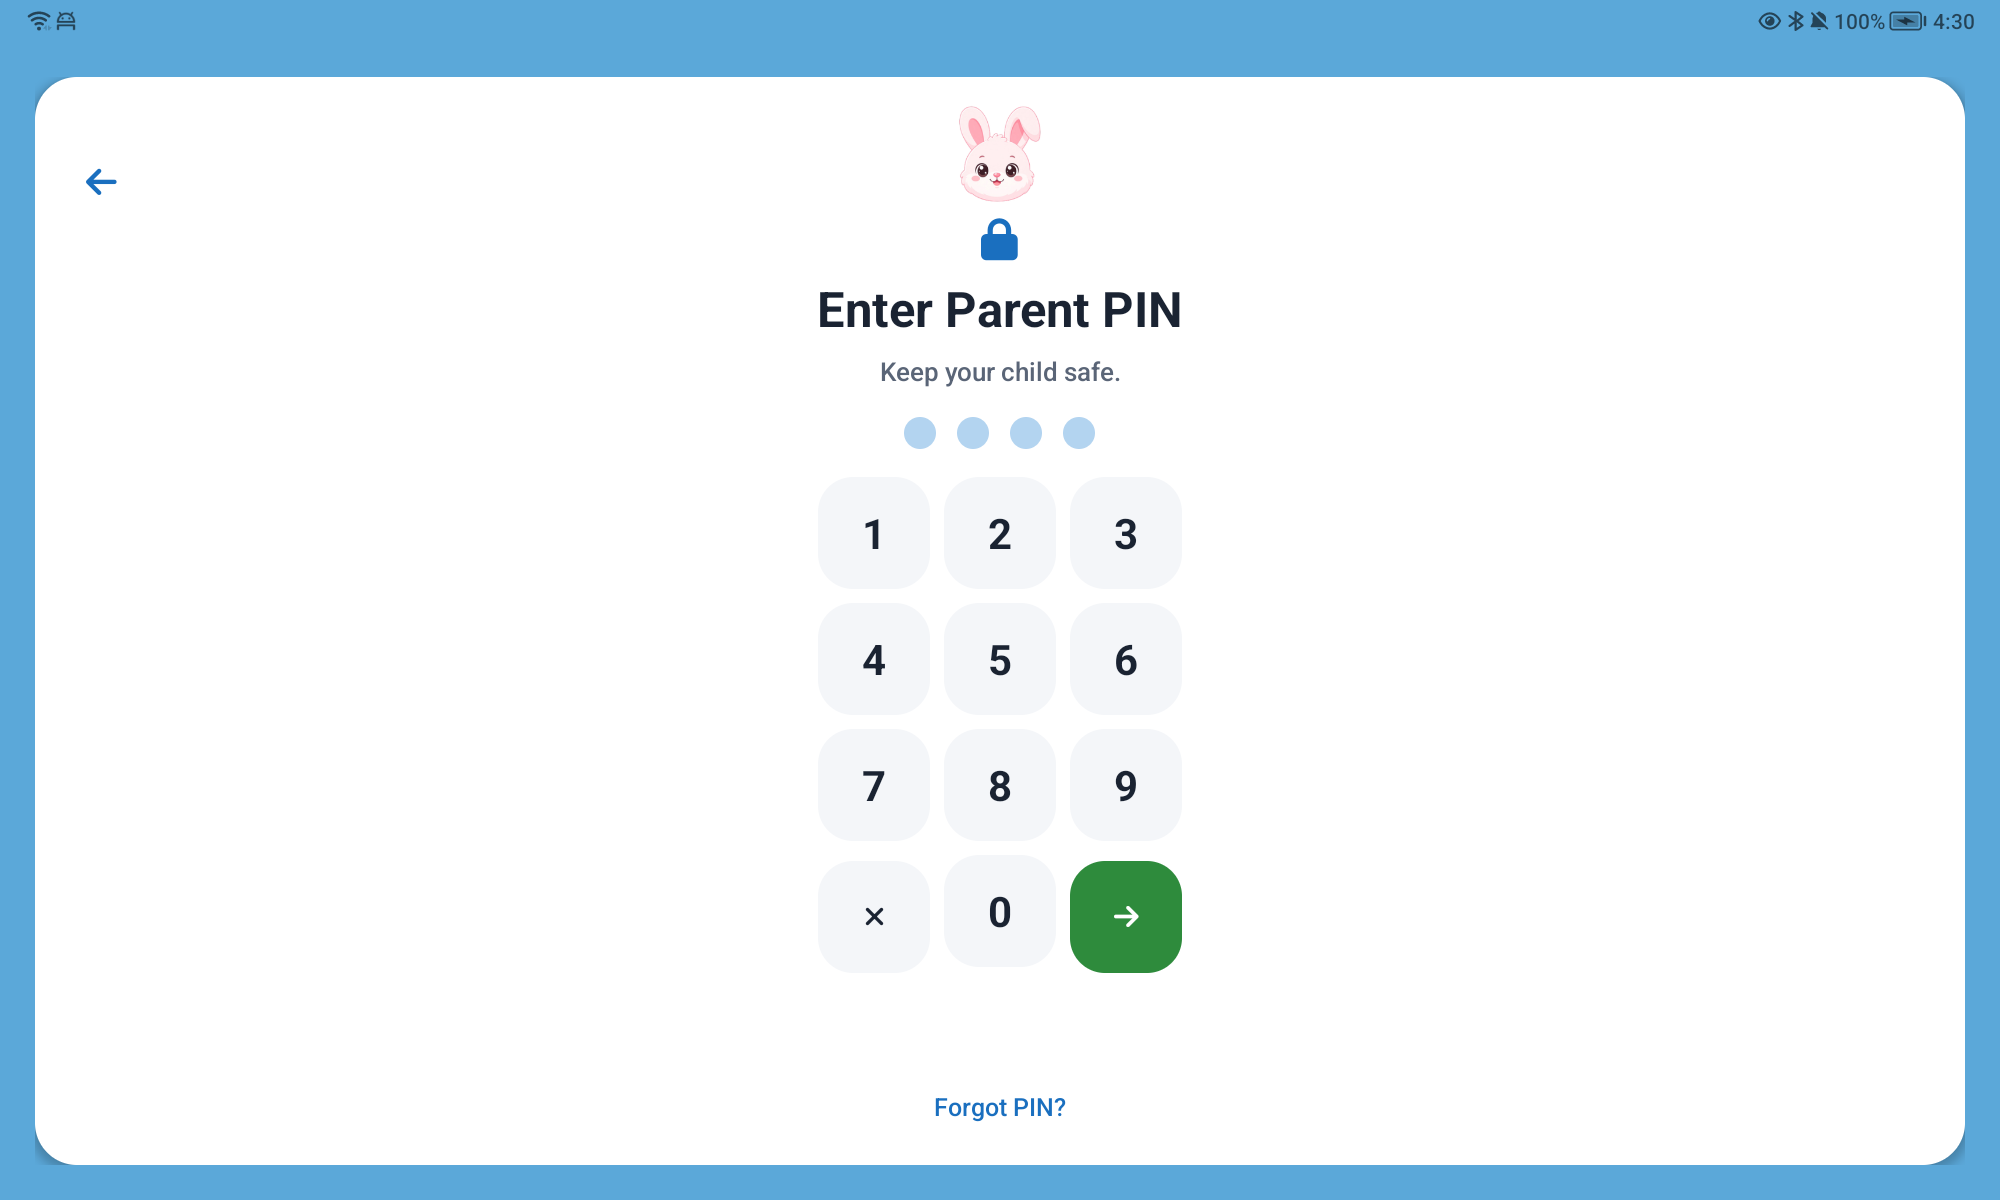 100% 4:30
Enter Parent PIN
Keep your child safe.
1 2 3
4 5 6
7 8 9
× 0 →
Forgot PIN?